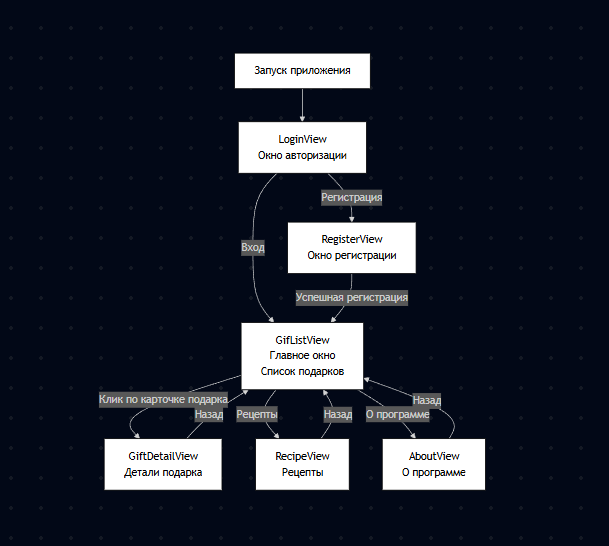 Запуск приложения
LoginView
Окно авторизации
Регистрация
RegisterView
Окно регистрации
Вход
Успешная регистрация
GifListView
Главное окно
Список подарков
Клик по карточке подарка
Назад
Рецепты
Назад
О программе
Назад
GiftDetailView
Детали подарка
RecipeView
Рецепты
AboutView
О программе